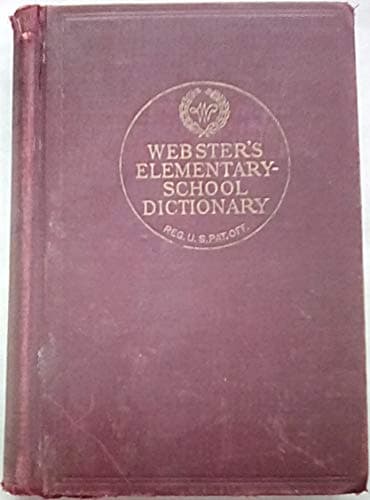 W
WEBSTER'S
ELEMENTARY-
SCHOOL
DICTIONARY
REG. U. S. PAT. OFF.